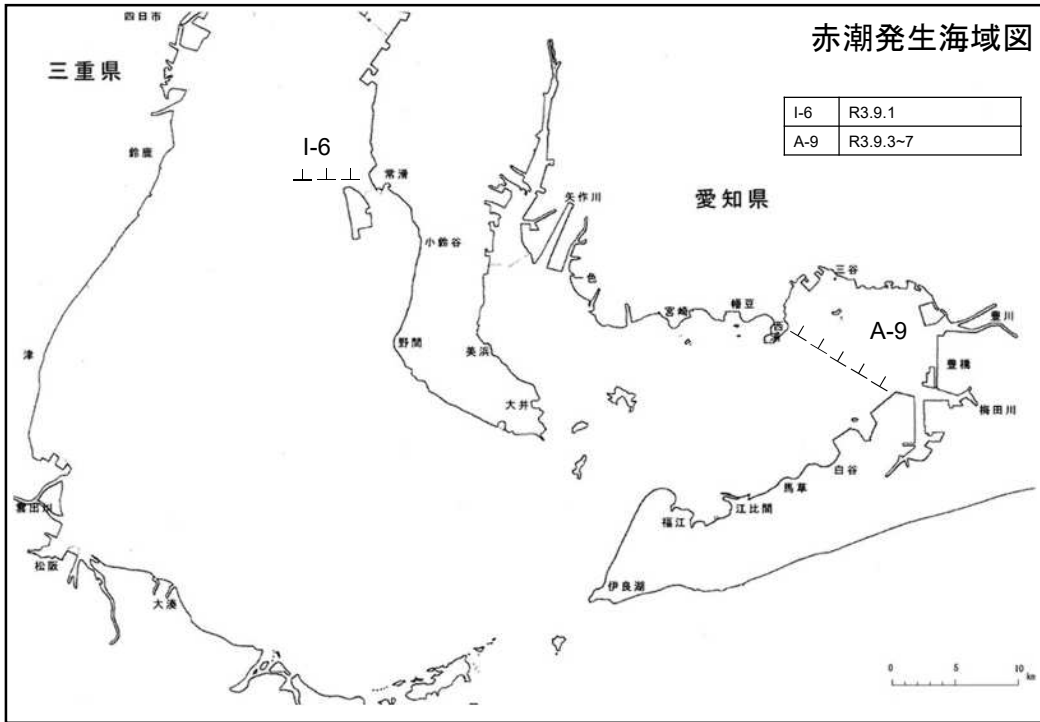 赤潮発生海域図
I-6 R3.9.1
A-9 R3.9.3~7
四日市
三重県
鈴鹿
I-6
常滑
小鈴谷
矢作川
愛知県
一色
宮崎
幡豆
西浦
三谷
豊川
A-9
豊橋
梅田川
津
野間
美浜
大井
白谷
馬草
江比間
福江
伊良湖
雲出川
松阪
大湊
0 5 10
km